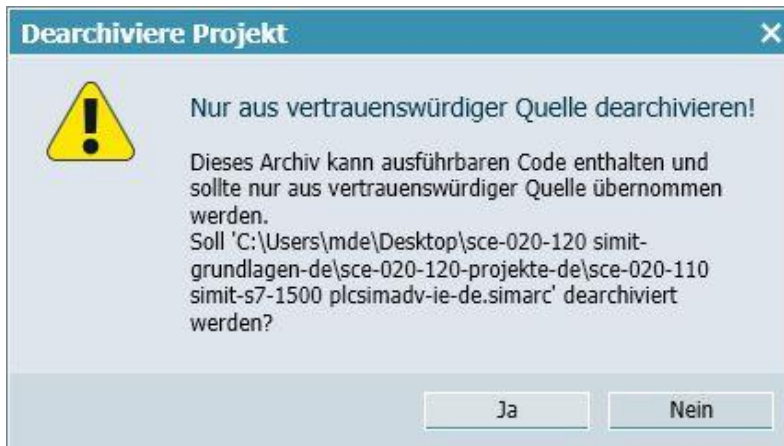 Dearchiviere Projekt
Nur aus vertrauenswürdiger Quelle dearchivieren!
Dieses Archiv kann ausführbaren Code enthalten und
sollte nur aus vertrauenswürdiger Quelle übernommen
werden.
Soll 'C:\Users\mde\Desktop\sce-020-120 simit-
grundlagen-de\sce-020-120-projekte-de\sce-020-110
simit-s7-1500 plcsimadv-ie-de.simarc' dearchiviert
werden?
Ja
Nein